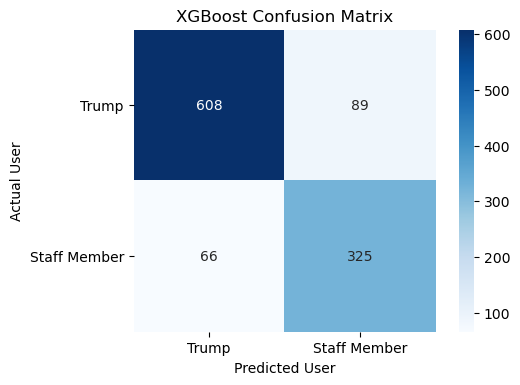 XGBoost Confusion Matrix
600
Trump
608
89
500
400
Actual User
300
Staff Member
66
325
200
100
Trump
Staff Member
Predicted User